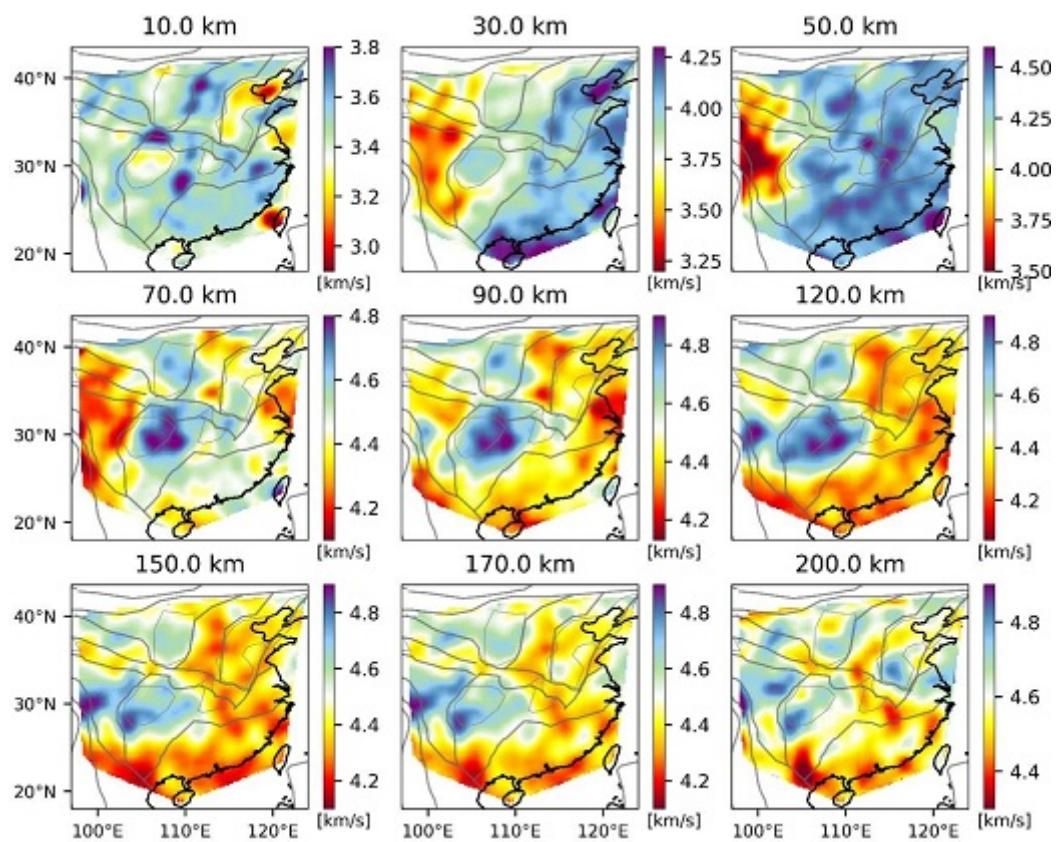 10.0 km
30.0 km
50.0 km
40°N
30°N
20°N
3.8
3.6
3.4
3.2
3.0
[km/s]
4.25
4.00
3.75
3.50
3.25
[km/s]
4.50
4.25
4.00
3.75
3.50
[km/s]
70.0 km
90.0 km
120.0 km
40°N
30°N
20°N
4.8
4.6
4.4
4.2
[km/s]
4.8
4.6
4.4
4.2
[km/s]
4.8
4.6
4.4
4.2
[km/s]
150.0 km
170.0 km
200.0 km
40°N
30°N
20°N
4.8
4.6
4.4
4.2
[km/s]
4.8
4.6
4.4
4.2
[km/s]
4.8
4.6
4.4
[km/s]
100°E
110°E
120°E
100°E
110°E
120°E
100°E
110°E
120°E